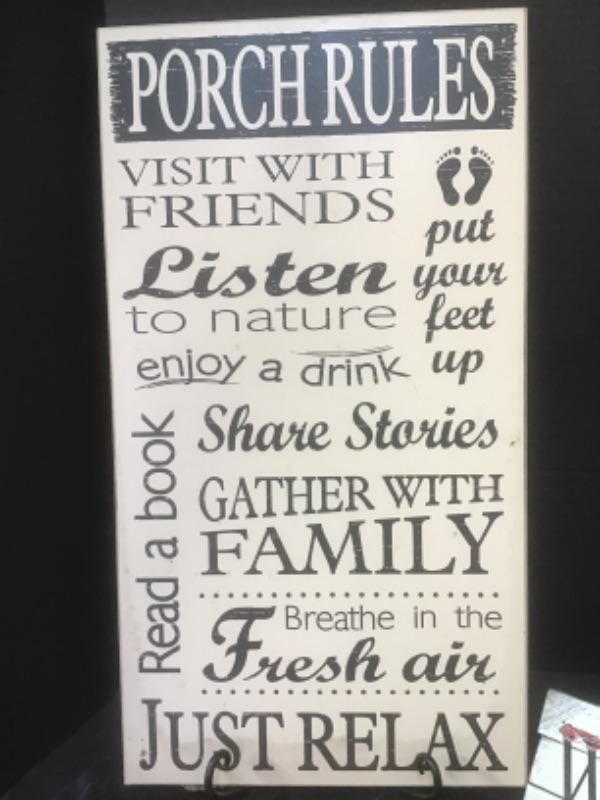 PORCH RULES
VISIT WITH
FRIENDS
put
your
feet
up
Listen
to nature
enjoy a drink
Share Stories
Read a book
GATHER WITH
FAMILY
Breathe in the
Fresh air
JUST RELAX